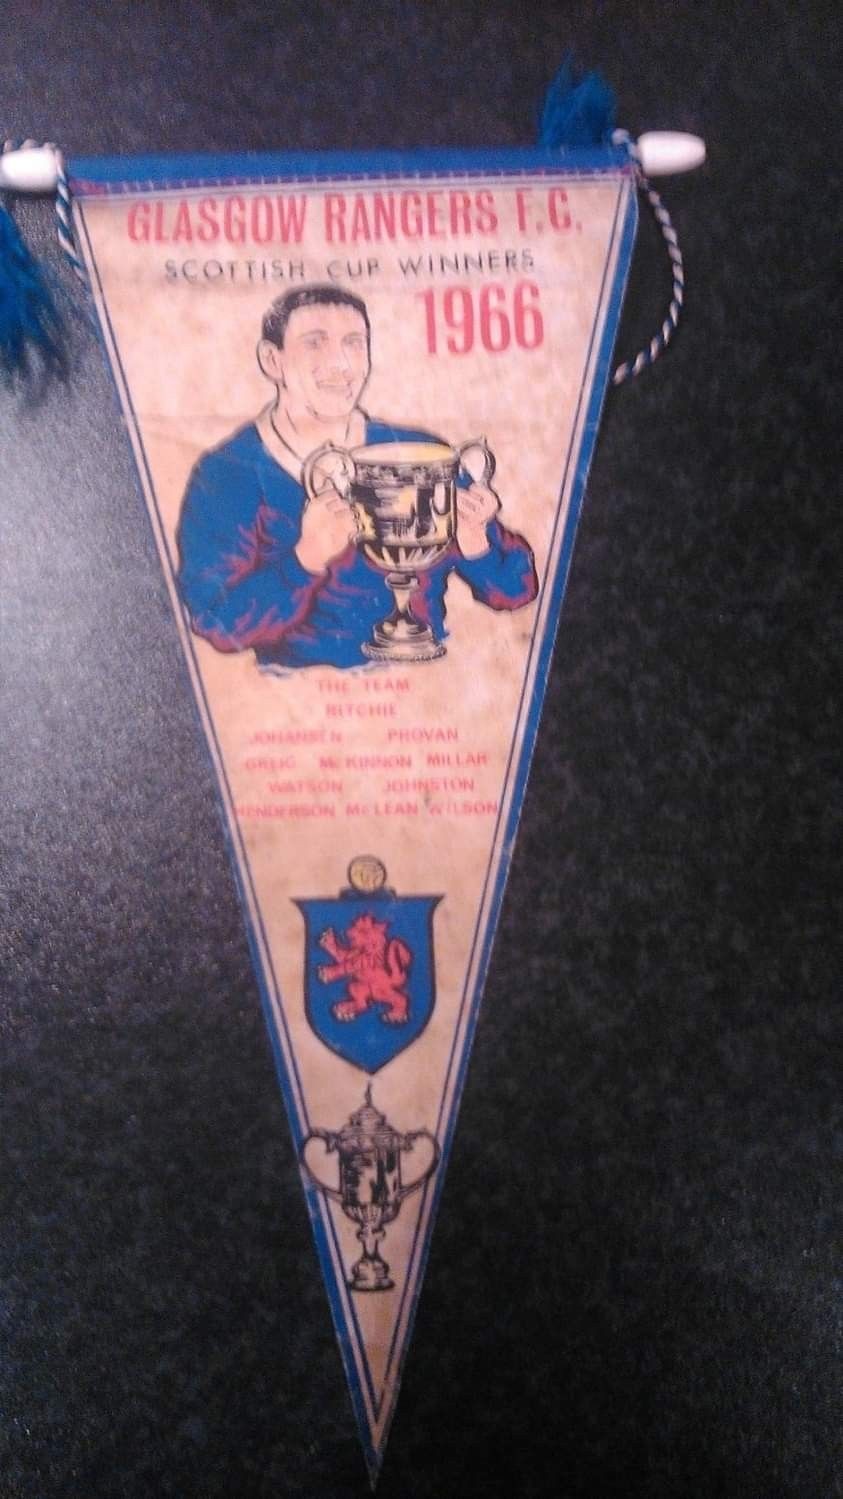 GLASGOW RANGERS F.C.
SCOTTISH CUP WINNERS
1966
THE TEAM
RITCHIE
JOHANSEN PROVAN
GREIG McKINNON MILLAR
WATSON JOHNSTON
HENDERSON McLEAN WILSON